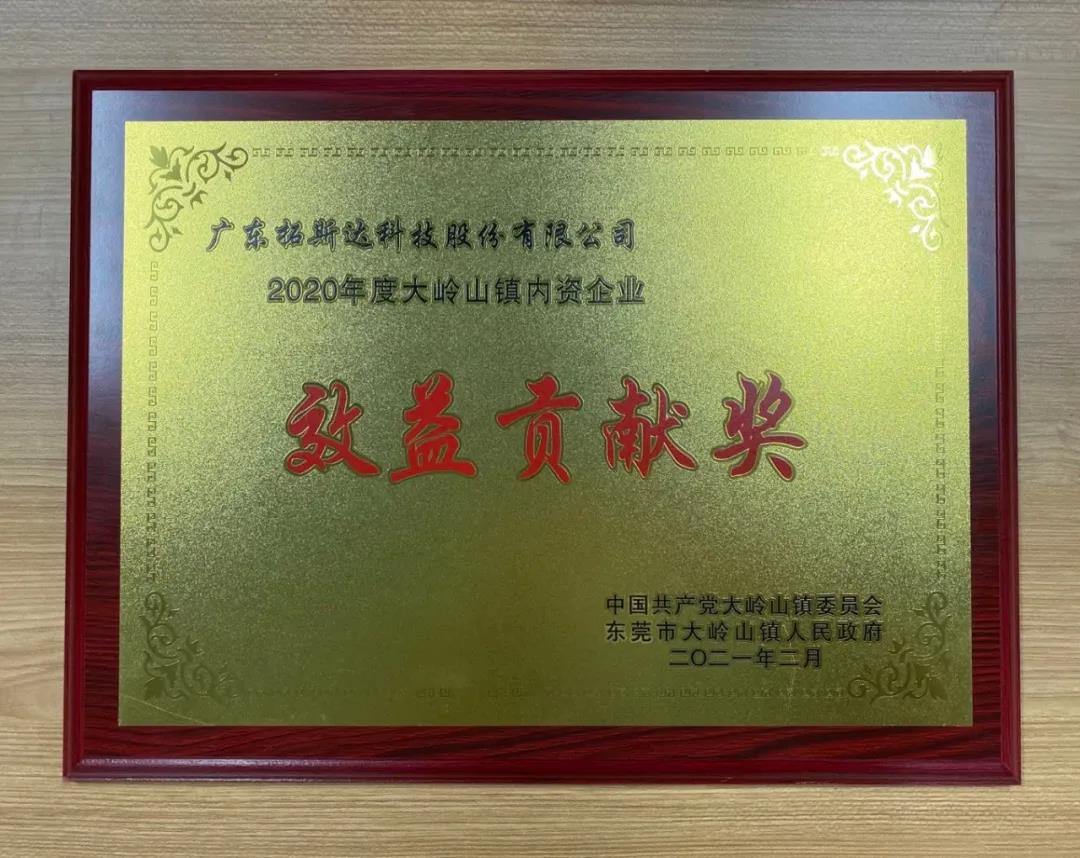 广东拓斯达科技股份有限公司
2020年度大岭山镇内资企业
效益贡献奖
中国共产党大岭山镇委员会
东莞市大岭山镇人民政府
二〇二一年二月